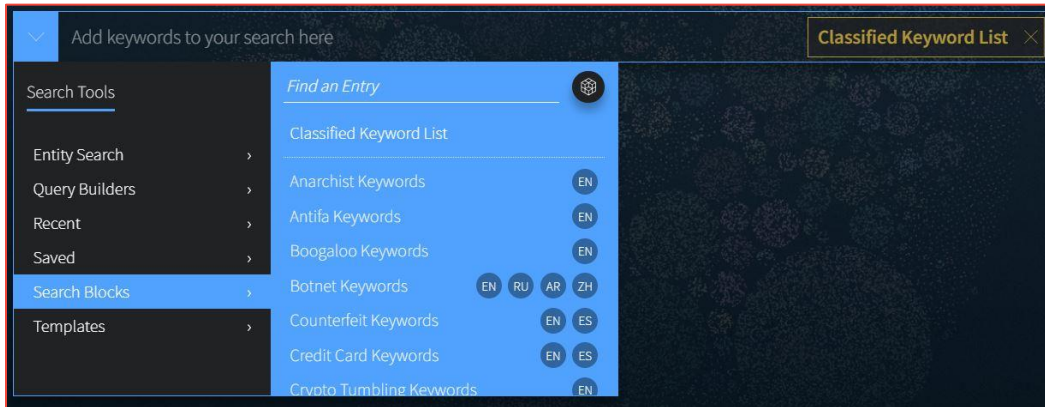 Add keywords to your search here
Classified Keyword List
Search Tools
Entity Search
Query Builders
Recent
Saved
Search Blocks
Templates
Find an Entry
Classified Keyword List
Anarchist Keywords EN
Antifa Keywords EN
Boogaloo Keywords EN
Botnet Keywords EN RU AR ZH
Counterfeit Keywords EN ES
Credit Card Keywords EN ES
Crypto Tumbling Keywords EN